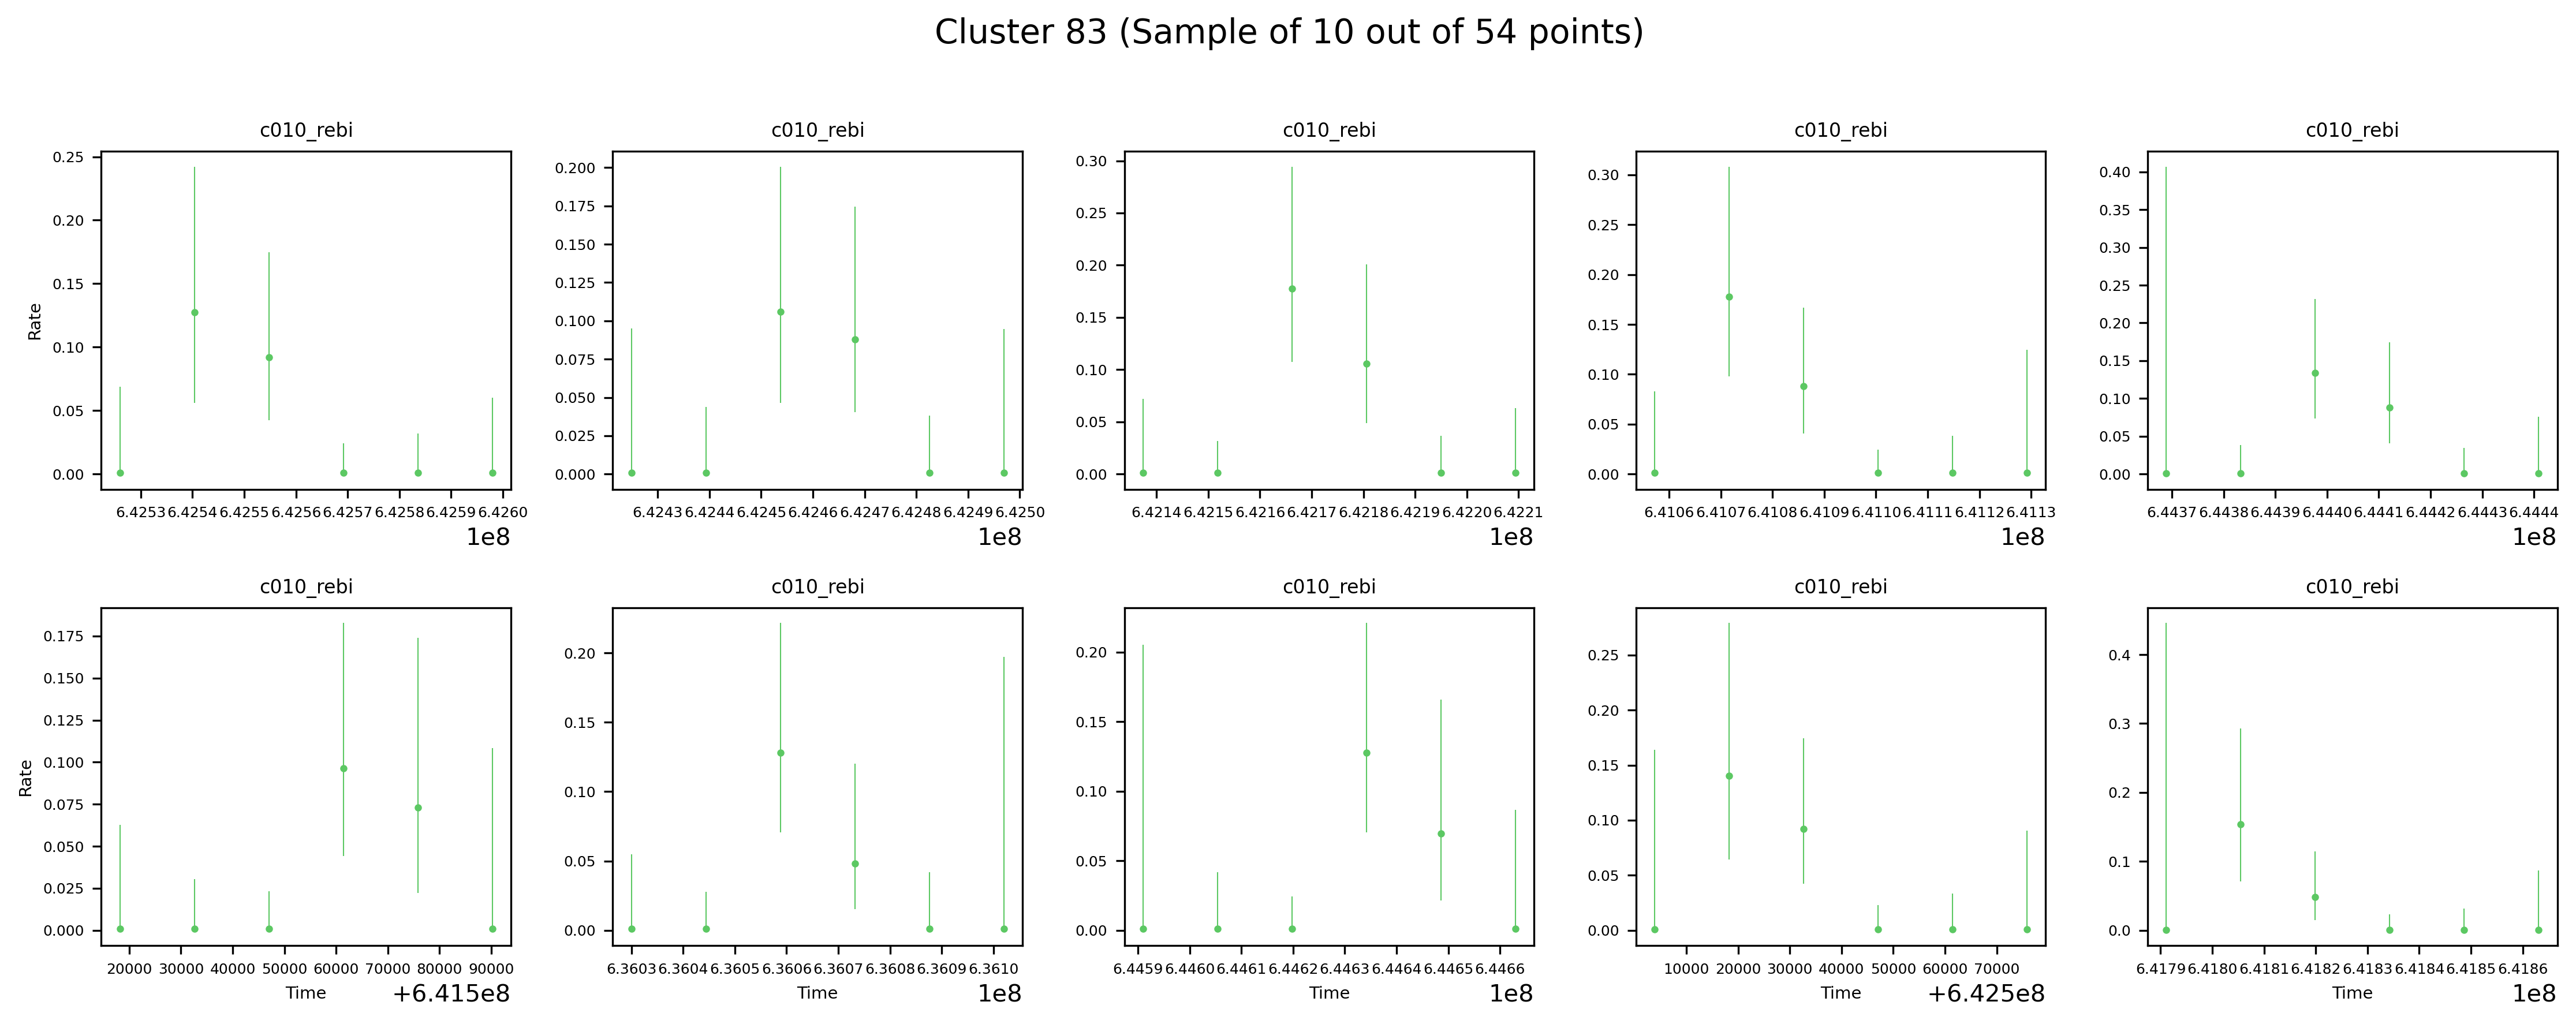 Cluster 83 (Sample of 10 out of 54 points)
c010_rebi
c010_rebi
c010_rebi
c010_rebi
c010_rebi
Rate
0.25
0.20
0.15
0.10
0.05
0.00
6.4253 6.4254 6.4255 6.4256 6.4257 6.4258 6.4259 6.4260
1e8
0.200
0.175
0.150
0.125
0.100
0.075
0.050
0.025
0.000
6.4243 6.4244 6.4245 6.4246 6.4247 6.4248 6.4249 6.4250
1e8
0.30
0.25
0.20
0.15
0.10
0.05
0.00
6.4214 6.4215 6.4216 6.4217 6.4218 6.4219 6.4220 6.4221
1e8
0.30
0.25
0.20
0.15
0.10
0.05
0.00
6.4106 6.4107 6.4108 6.4109 6.4110 6.4111 6.4112 6.4113
1e8
0.40
0.35
0.30
0.25
0.20
0.15
0.10
0.05
0.00
6.4437 6.4438 6.4439 6.4440 6.4441 6.4442 6.4443 6.4444
1e8
c010_rebi
c010_rebi
c010_rebi
c010_rebi
c010_rebi
Rate
0.175
0.150
0.125
0.100
0.075
0.050
0.025
0.000
20000 30000 40000 50000 60000 70000 80000 90000
Time
+6.415e8
0.20
0.15
0.10
0.05
0.00
6.3603 6.3604 6.3605 6.3606 6.3607 6.3608 6.3609 6.3610
Time
1e8
0.20
0.15
0.10
0.05
0.00
6.4459 6.4460 6.4461 6.4462 6.4463 6.4464 6.4465 6.4466
Time
1e8
0.25
0.20
0.15
0.10
0.05
0.00
10000 20000 30000 40000 50000 60000 70000
Time
+6.425e8
0.4
0.3
0.2
0.1
0.0
6.4179 6.4180 6.4181 6.4182 6.4183 6.4184 6.4185 6.4186
Time
1e8